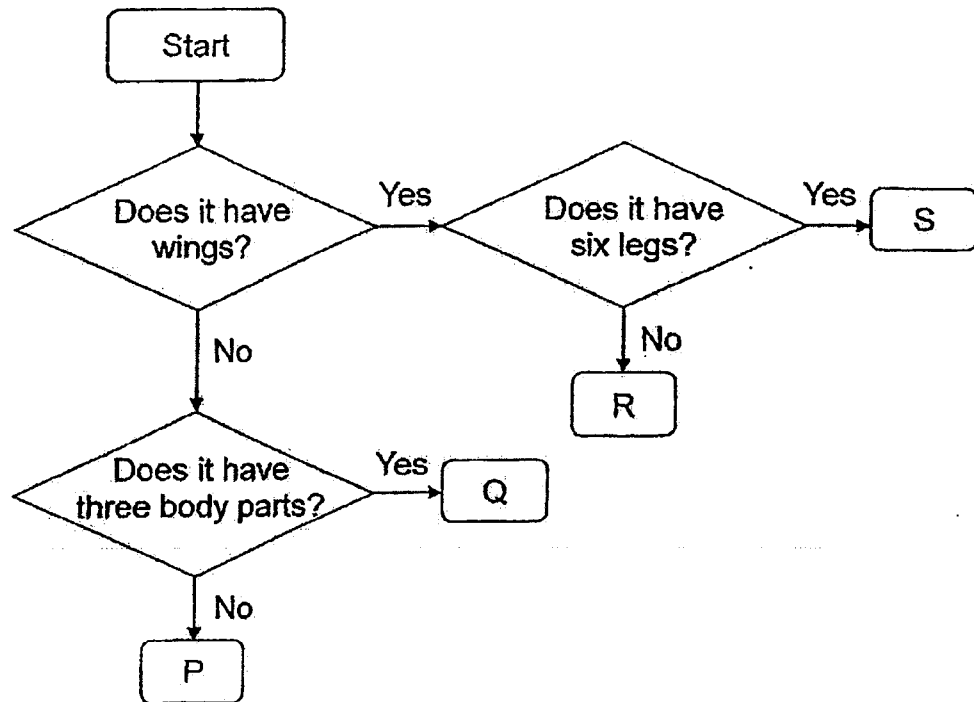 Start
Does it have
wings?
Yes
Does it have
six legs?
Yes
S
No
No
R
Does it have
three body parts?
Yes
Q
No
P